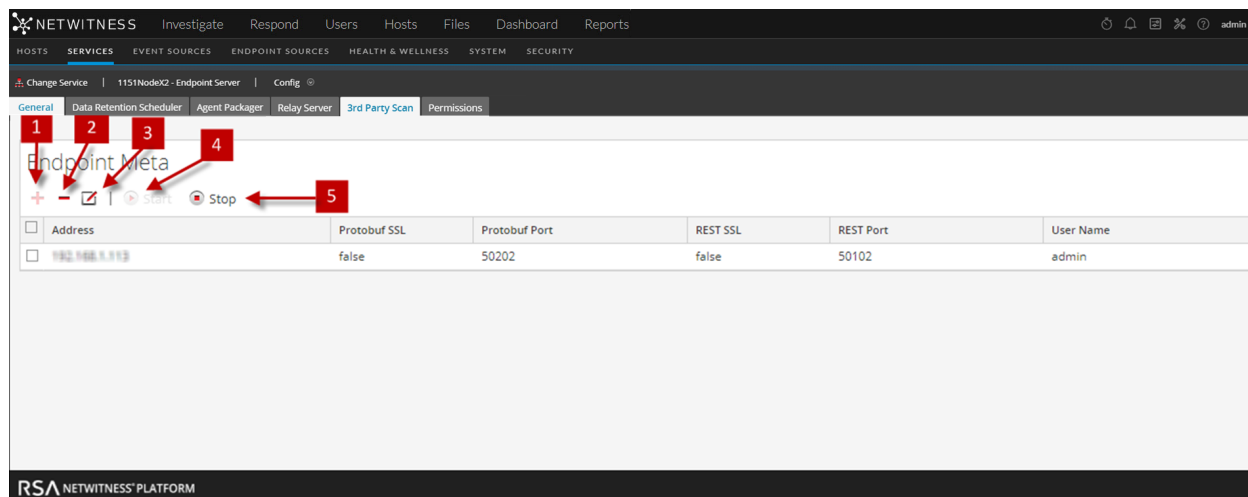 NETWITNESS Investigate Respond Users Hosts Files Dashboard Reports admin
HOSTS SERVICES EVENT SOURCES ENDPOINT SOURCES HEALTH & WELLNESS SYSTEM SECURITY
Change Service | 1151NodeX2 - Endpoint Server | Config
General Data Retention Scheduler Agent Packager Relay Server 3rd Party Scan Permissions
1 2 3 4
Endpoint Meta
Start Stop 5
Address Protobuf SSL Protobuf Port REST SSL REST Port User Name
false 50202 false 50102 admin
RSA NETWITNESS® PLATFORM